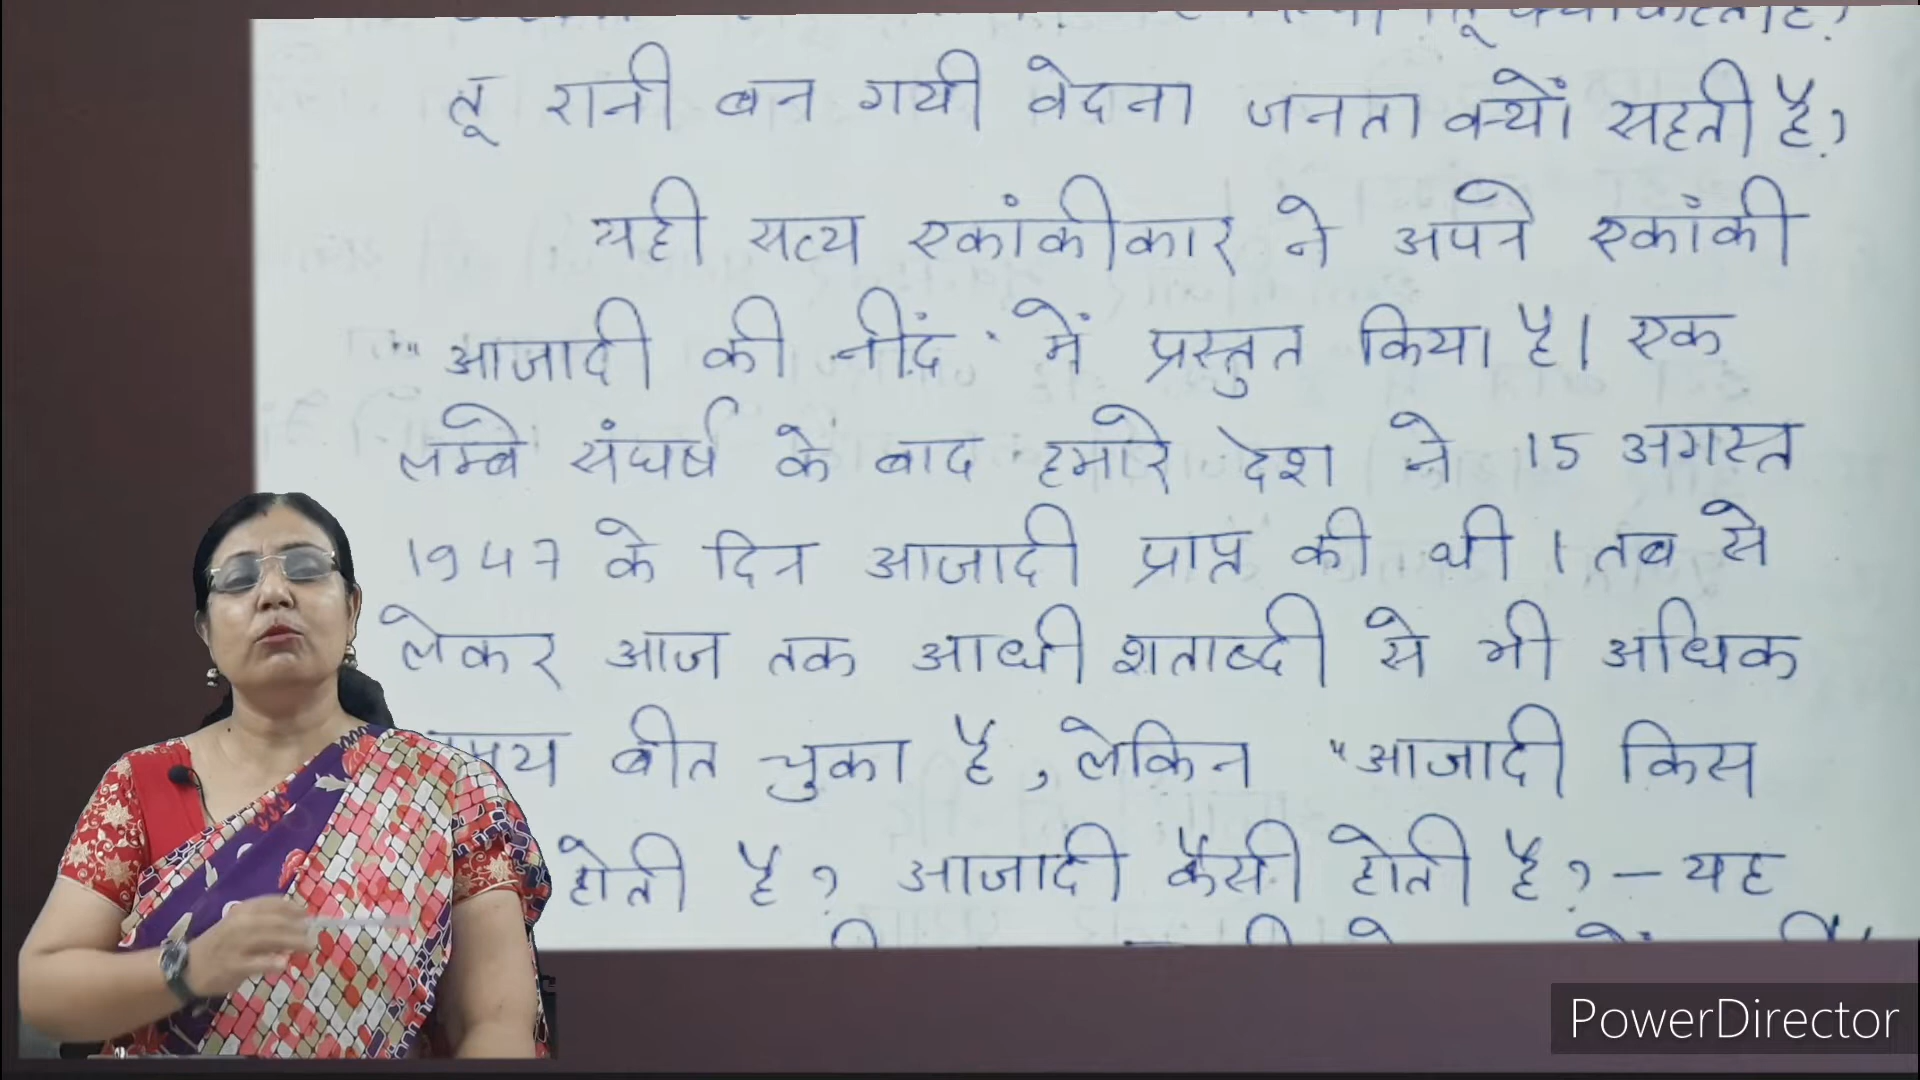 तू रानी बन गयी वेदना जनता क्यों सहती है?
यही सत्य एकांकीकार ने अपने एकांकी
"आजादी की नींद" में प्रस्तुत किया है। एक
लम्बे संघर्ष के बाद हमारे देश ने 15 अगस्त
1947 के दिन आजादी प्राप्त की थी। तब से
लेकर आज तक आधी शताब्दी से भी अधिक
बीत चुका है, लेकिन "आजादी किस
होती है? आजादी कैसी होती है? - यह
PowerDirector